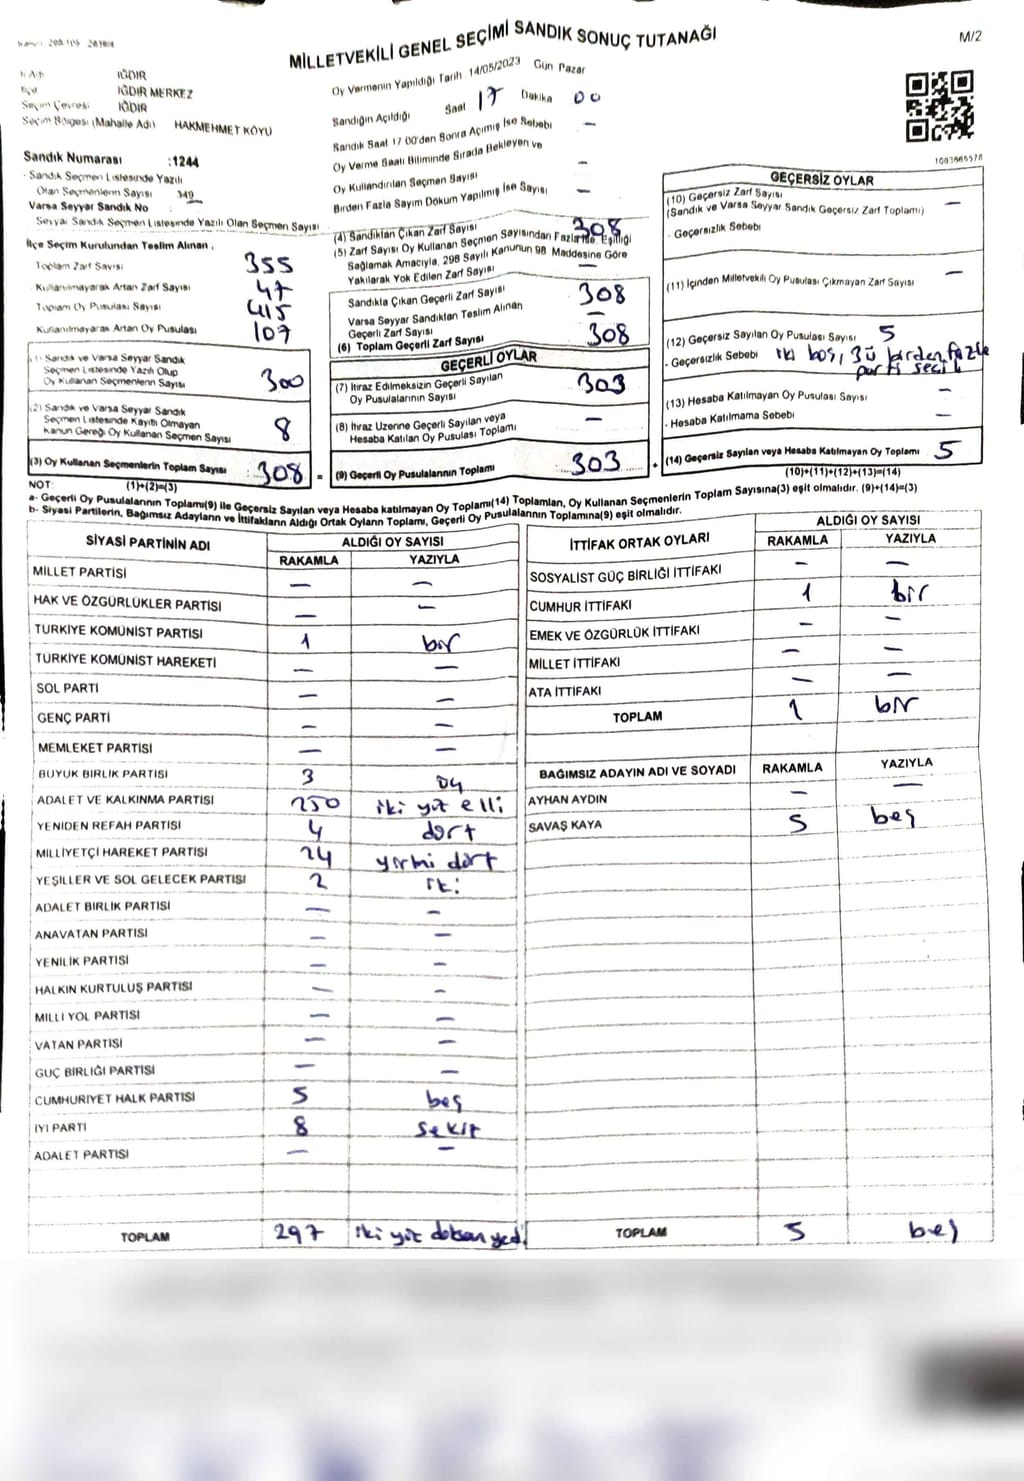 MİLLETVEKİLİ GENEL SEÇİMİ SANDIK SONUÇ TUTANAĞI
M/2
IĞDIR
IĞDIR MERKEZ
Seçim Çevresi IĞDIR
Seçim Bölgesi (Mahalle Adı) HAKMEHMET KÖYÜ
Sandık Numarası :1244
- Sandık Seçmen Listesinde Yazılı
Olan Seçmenlerin Sayısı 349
Varsa Seyyar Sandık No :
Seyyar Sandık Seçmen Listesinde Yazılı Olan Seçmen Sayısı
İlçe Seçim Kurulundan Teslim Alınan :
Toplam Zarf Sayısı 355
Kullanılmayarak Artan Zarf Sayısı 47
Toplam Oy Pusulası Sayısı 415
Kullanılmayarak Artan Oy Pusulası 107
(1) Sandık ve Varsa Seyyar Sandık
Seçmen Listesinde Yazılı Olup
Oy Kullanan Seçmenlerin Sayısı 300
(2) Sandık ve Varsa Seyyar Sandık
Seçmen Listesinde Kayıtlı Olmayan
Kanun Gereği Oy Kullanan Seçmen Sayısı 8
(3) Oy Kullanan Seçmenlerin Toplam Sayısı 308 =
NOT: (1)+(2)=(3)
Oy Vermenin Yapıldığı Tarih 14/05/2023 Gün Pazar
Sandığın Açıldığı Saat 17 Dakika 00
Sandık Saat 17 00'den Sonra Açılmış İse Sebebi —
Oy Verme Saati Bitiminde Sırada Bekleyen ve
Oy Kullandırılan Seçmen Sayısı —
Birden Fazla Sayım Döküm Yapılmış İse Sayısı —
(4) Sandıktan Çıkan Zarf Sayısı 308
(5) Zarf Sayısı Oy Kullanan Seçmen Sayısından Fazla İse, Eşitliği
Sağlamak Amacıyla, 298 Sayılı Kanunun 98 Maddesine Göre
Yakılarak Yok Edilen Zarf Sayısı —
Sandıkta Çıkan Geçerli Zarf Sayısı 308
Varsa Seyyar Sandıktan Teslim Alınan
Geçerli Zarf Sayısı —
(6) Toplam Geçerli Zarf Sayısı 308
GEÇERLİ OYLAR
(7) İtiraz Edilmeksizin Geçerli Sayılan
Oy Pusulalarının Sayısı 303
(8) İtiraz Üzerine Geçerli Sayılan veya
Hesaba Katılan Oy Pusulası Toplamı —
(9) Geçerli Oy Pusulalarının Toplamı 303 +
1083665578
GEÇERSİZ OYLAR
(10) Geçersiz Zarf Sayısı
(Sandık ve Varsa Seyyar Sandık Geçersiz Zarf Toplamı) —
- Geçersizlik Sebebi
(11) İçinden Milletvekili Oy Pusulası Çıkmayan Zarf Sayısı —
(12) Geçersiz Sayılan Oy Pusulası Sayısı 5
- Geçersizlik Sebebi iki boş, 3ü birden fazla
parti seçili
(13) Hesaba Katılmayan Oy Pusulası Sayısı —
- Hesaba Katılmama Sebebi —
(14) Geçersiz Sayılan veya Hesaba Katılmayan Oy Toplamı 5
(10)+(11)+(12)+(13)=(14)
a- Geçerli Oy Pusulalarının Toplamı(9) ile Geçersiz Sayılan veya Hesaba katılmayan Oy Toplamı(14) Toplamları, Oy Kullanan Seçmenlerin Toplam Sayısına(3) eşit olmalıdır. (9)+(14)=(3)
b- Siyasi Partilerin, Bağımsız Adayların ve İttifakların Aldığı Ortak Oyların Toplamı, Geçerli Oy Pusulalarının Toplamına(9) eşit olmalıdır.
SİYASİ PARTİNİN ADI ALDIĞI OY SAYISI
RAKAMLA YAZIYLA
MİLLET PARTİSİ — —
HAK VE ÖZGÜRLÜKLER PARTİSİ — —
TÜRKİYE KOMÜNİST PARTİSİ 1 bir
TÜRKİYE KOMÜNİST HAREKETİ — —
SOL PARTİ — —
GENÇ PARTİ — —
MEMLEKET PARTİSİ — —
BÜYÜK BİRLİK PARTİSİ 3 üç
ADALET VE KALKINMA PARTİSİ 250 iki yüz elli
YENİDEN REFAH PARTİSİ 4 dört
MİLLİYETÇİ HAREKET PARTİSİ 24 yirmi dört
YEŞİLLER VE SOL GELECEK PARTİSİ 2 iki
ADALET BİRLİK PARTİSİ — —
ANAVATAN PARTİSİ — —
YENİLİK PARTİSİ — —
HALKIN KURTULUŞ PARTİSİ — —
MİLLİ YOL PARTİSİ — —
VATAN PARTİSİ — —
GÜÇ BİRLİĞİ PARTİSİ — —
CUMHURİYET HALK PARTİSİ 5 beş
İYİ PARTİ 8 sekiz
ADALET PARTİSİ — —
TOPLAM 297 iki yüz doksan yedi
İTTİFAK ORTAK OYLARI ALDIĞI OY SAYISI
RAKAMLA YAZIYLA
SOSYALİST GÜÇ BİRLİĞİ İTTİFAKI — —
CUMHUR İTTİFAKI 1 bir
EMEK VE ÖZGÜRLÜK İTTİFAKI — —
MİLLET İTTİFAKI — —
ATA İTTİFAKI — —
TOPLAM 1 bir
BAĞIMSIZ ADAYIN ADI VE SOYADI RAKAMLA YAZIYLA
AYHAN AYDIN — —
SAVAŞ KAYA 5 beş
TOPLAM 5 beş